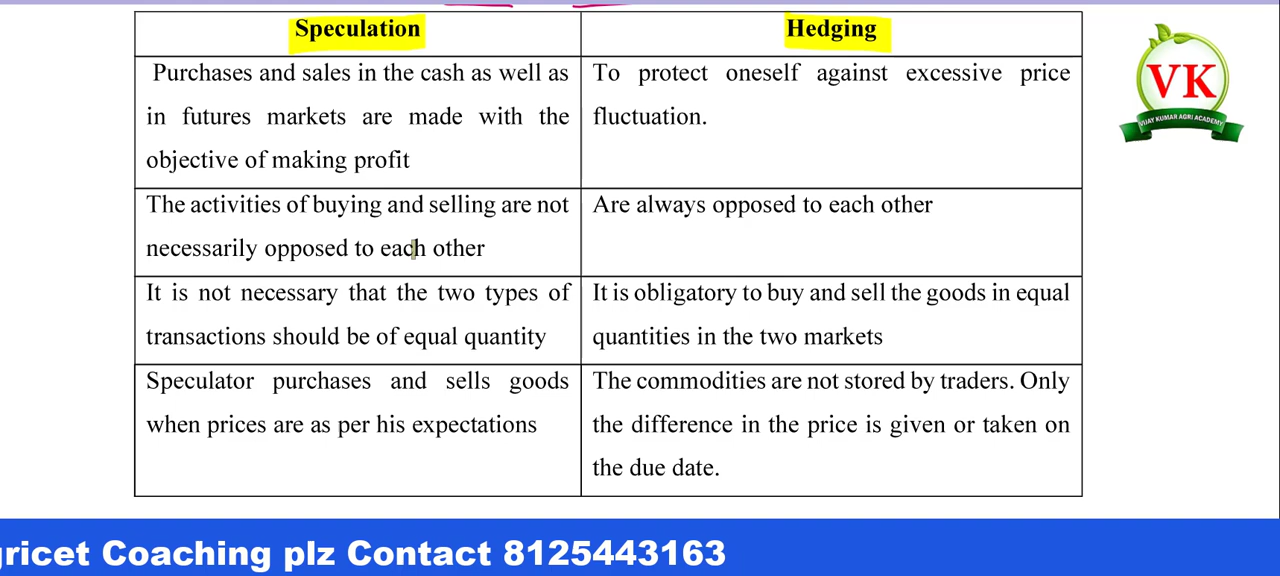 Speculation
Hedging
Purchases and sales in the cash as well as
in futures markets are made with the
objective of making profit
To protect oneself against excessive price
fluctuation.
The activities of buying and selling are not
necessarily opposed to each other
Are always opposed to each other
It is not necessary that the two types of
transactions should be of equal quantity
It is obligatory to buy and sell the goods in equal
quantities in the two markets
Speculator purchases and sells goods
when prices are as per his expectations
The commodities are not stored by traders. Only
the difference in the price is given or taken on
the due date.
VK
VIJAY KUMAR AGRI ACADEMY
gricet Coaching plz Contact 8125443163